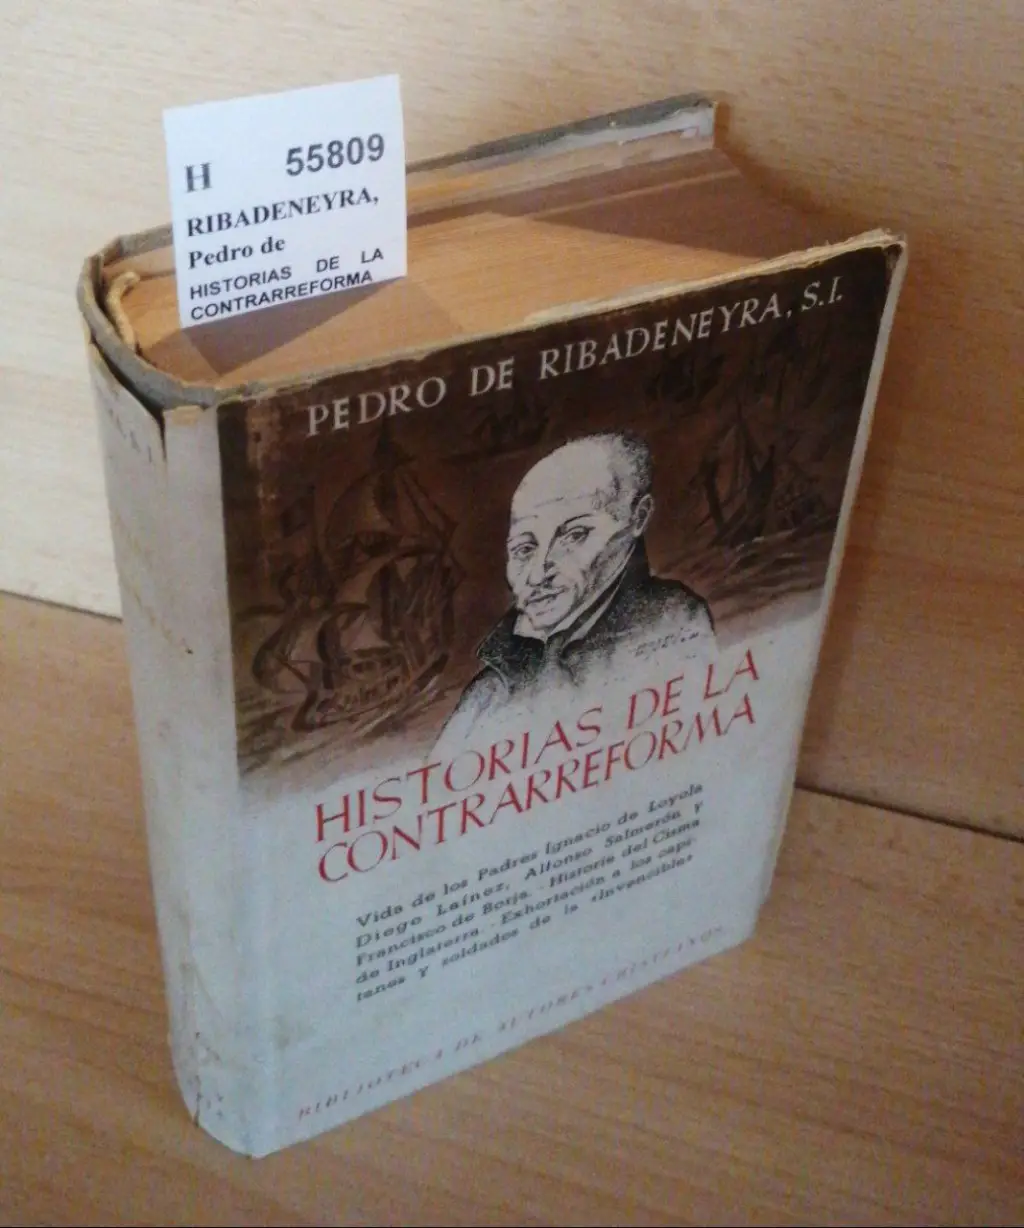 H 55809
RIBADENEYRA,
Pedro de
HISTORIAS DE LA
CONTRARREFORMA
PEDRO DE RIBADENEYRA, S.I.
HISTORIAS DE LA
CONTRARREFORMA
Vida de los Padres Ignacio de Loyola
Diego Laínez, Alfonso Salmerón y
Francisco de Borja. - Historia del Cisma
de Inglaterra. - Exhortación a los capi-
tanes y soldados de la «Invencible»
BIBLIOTECA DE AUTORES CRISTIANOS